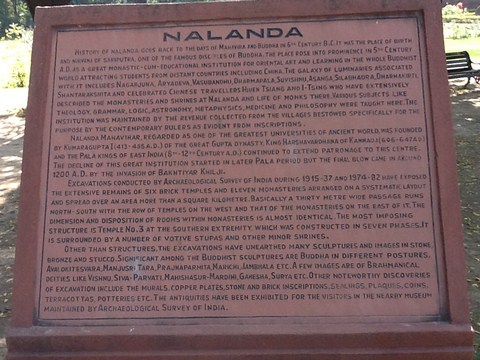 NALANDA
HISTORY OF NALANDA GOES BACK TO THE DAYS OF MAHAVIRA AND BUDDHA IN 6TH CENTURY B.C. IT WAS THE PLACE OF BIRTH
AND NIRVANA OF SARIPUTRA, ONE OF THE FAMOUS DISCIPLES OF BUDDHA. THE PLACE ROSE INTO PROMINENCE IN 5TH CENTURY
A.D. AS A GREAT MONASTIC-CUM-EDUCATIONAL INSTITUTION FOR ORIENTAL ART AND LEARNING IN THE WHOLE BUDDHIST
WORLD ATTRACTING STUDENTS FROM DISTANT COUNTRIES INCLUDING CHINA. THE GALAXY OF LUMINARIES ASSOCIATED
WITH IT INCLUDES NAGARJUNA, ARYADEVA, VASUBANDHU, DHARMAPALA, SUVISHNU, ASANGA, SILABHADRA, DHARMAKIRTI,
SHANTARAKSHITA AND CELEBRATED CHINESE TRAVELLERS HIUEN TSIANG AND I-TSING WHO HAVE EXTENSIVELY
DESCRIBED THE MONASTERIES AND SHRINES AT NALANDA AND LIFE OF MONKS THERE. VARIOUS SUBJECTS LIKE
THEOLOGY, GRAMMAR, LOGIC, ASTRONOMY, METAPHYSICS, MEDICINE AND PHILOSOPHY WERE TAUGHT HERE. THE
INSTITUTION WAS MAINTAINED BY THE REVENUE COLLECTED FROM THE VILLAGES BESTOWED SPECIFICALLY FOR THE
PURPOSE BY THE CONTEMPORARY RULERS AS EVIDENT FROM INSCRIPTIONS.
NALANDA MAHAVIHAR, REGARDED AS ONE OF THE GREATEST UNIVERSITIES OF ANCIENT WORLD, WAS FOUNDED
BY KUMARAGUPTA I (413-455 A.D.) OF THE GREAT GUPTA DYNASTY. KING HARSHAVARDHANA OF KANNAUJ (606-647 A.D.)
AND THE PALA KINGS OF EAST INDIA (8TH-12TH CENTURY A.D.) CONTINUED TO EXTEND PATRONAGE TO THIS CENTRE.
THE DECLINE OF THIS GREAT INSTITUTION STARTED IN LATER PALA PERIOD BUT THE FINAL BLOW CAME IN AROUND
1200 A.D. BY THE INVASION OF BAKHTIYAR KHILJI.
EXCAVATIONS CONDUCTED BY ARCHAEOLOGICAL SURVEY OF INDIA DURING 1915-37 AND 1974-82 HAVE EXPOSED
THE EXTENSIVE REMAINS OF SIX BRICK TEMPLES AND ELEVEN MONASTERIES ARRANGED ON A SYSTEMATIC LAYOUT
AND SPREAD OVER AN AREA MORE THAN A SQUARE KILOMETRE. BASICALLY A THIRTY METRE WIDE PASSAGE RUNS
NORTH-SOUTH WITH THE ROW OF TEMPLES ON THE WEST AND THAT OF THE MONASTERIES ON THE EAST OF IT. THE
DIMENSION AND DISPOSITION OF ROOMS WITHIN MONASTERIES IS ALMOST IDENTICAL. THE MOST IMPOSING
STRUCTURE IS TEMPLE NO. 3 AT THE SOUTHERN EXTREMITY WHICH WAS CONSTRUCTED IN SEVEN PHASES. IT
IS SURROUNDED BY A NUMBER OF VOTIVE STUPAS AND OTHER MINOR SHRINES.
OTHER THAN STRUCTURES, THE EXCAVATIONS HAVE UNEARTHED MANY SCULPTURES AND IMAGES IN STONE,
BRONZE AND STUCCO. SIGNIFICANT AMONG THE BUDDHIST SCULPTURES ARE BUDDHA IN DIFFERENT POSTURES,
AVALOKITESHVARA, MANJUSRI, TARA, PRAJNAPARMITA, MARICHI, JAMBHALA ETC. A FEW IMAGES ARE OF BRAHMANICAL
DEITIES LIKE VISHNU, SIVA-PARVATI, MAHISHASUR-MARDINI, GANESHA, SURYA ETC. OTHER NOTEWORTHY DISCOVERIES
OF EXCAVATION INCLUDE THE MURALS, COPPER PLATES, STONE AND BRICK INSCRIPTIONS, SEALINGS, PLAQUES, COINS,
TERRACOTTAS, POTTERIES ETC. THE ANTIQUITIES HAVE BEEN EXHIBITED FOR THE VISITORS IN THE NEARBY MUSEUM
MAINTAINED BY ARCHAEOLOGICAL SURVEY OF INDIA.